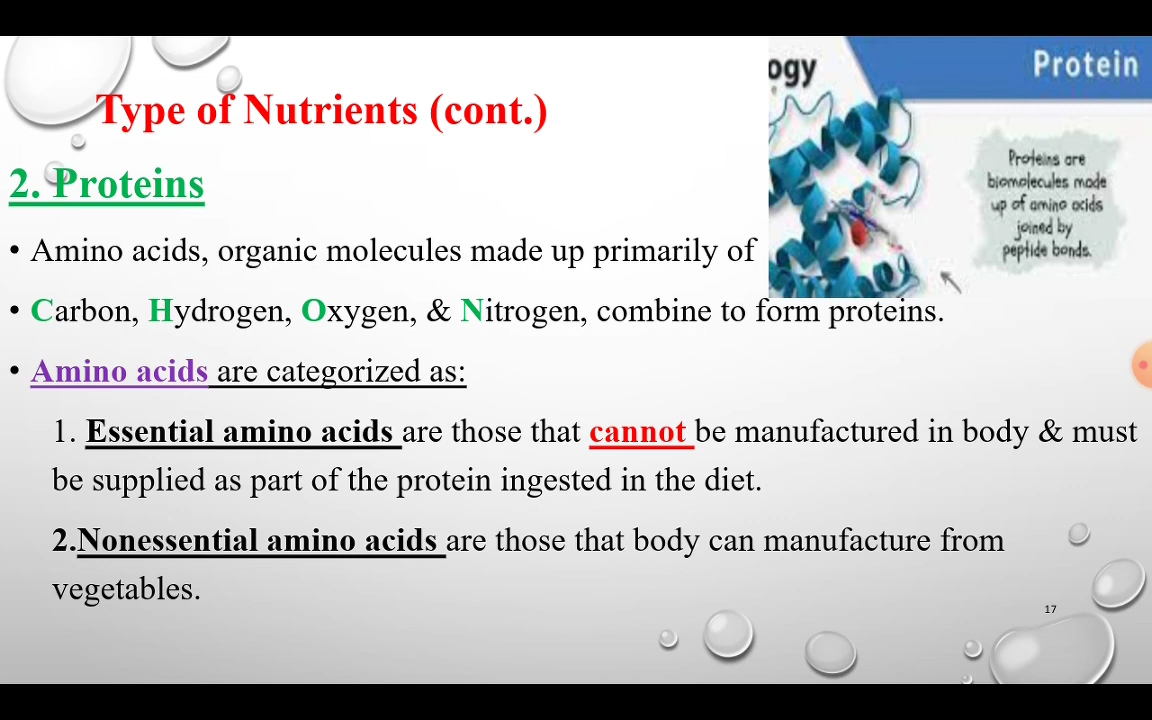 ogy
Protein
Type of Nutrients (cont.)
Proteins are
biomolecules made
up of amino acids
joined by
peptide bonds.
2. Proteins
• Amino acids, organic molecules made up primarily of
• Carbon, Hydrogen, Oxygen, & Nitrogen, combine to form proteins.
• Amino acids are categorized as:
1. Essential amino acids are those that cannot be manufactured in body & must
be supplied as part of the protein ingested in the diet.
2.Nonessential amino acids are those that body can manufacture from
vegetables.
17